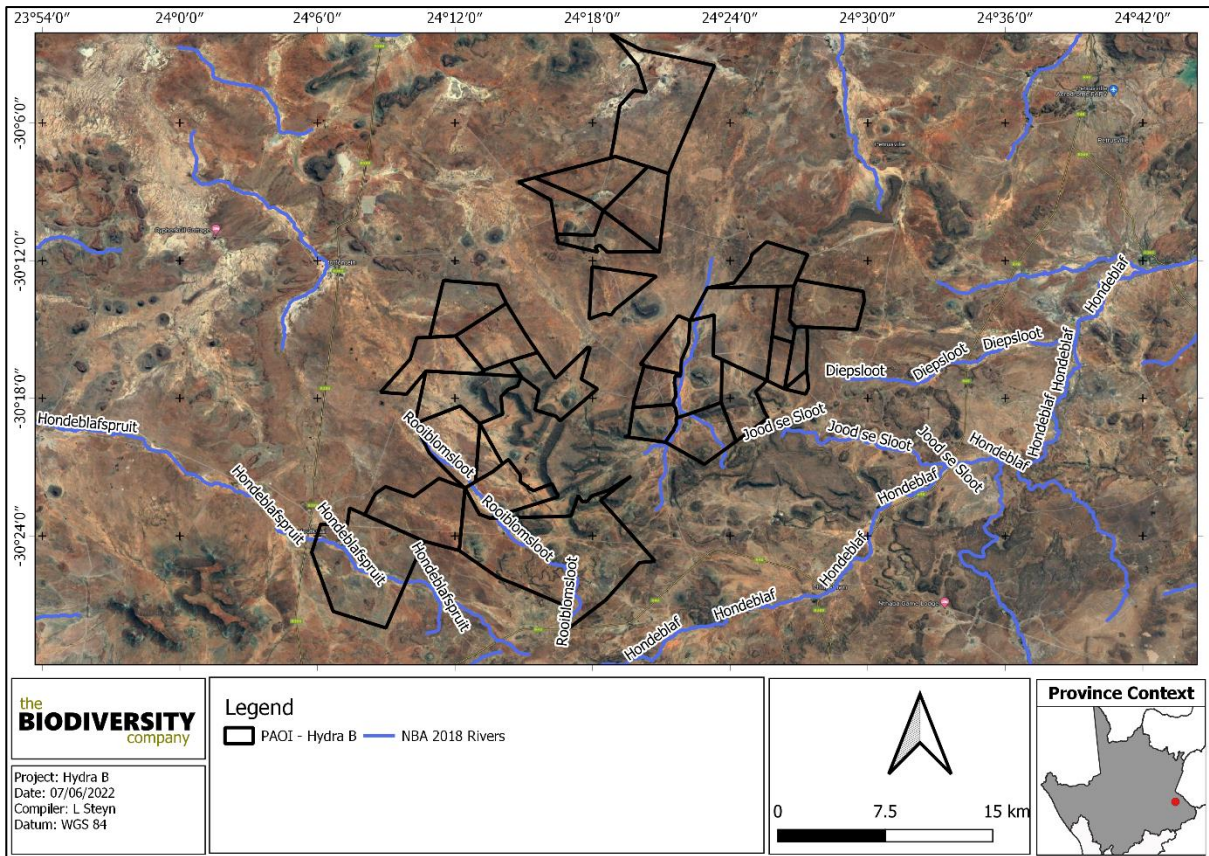 23°54′0″ 24°0′0″ 24°6′0″ 24°12′0″ 24°18′0″ 24°24′0″ 24°30′0″ 24°36′0″ 24°42′0″
-30°6′0″
-30°12′0″
-30°18′0″
-30°24′0″
Petrusville
Petrusville
Hondeblaf
Diepsloot
Diepsloot
Diepsloot
Hondeblaf
Hondeblaf
Hondeblafspruit
Rooiblomsloot
Jood se Sloot
Jood se Sloot
Jood se Sloot
Hondeblaf
Hondeblaf
Hondeblafspruit
Hondeblafspruit
Rooiblomsloot
Hondeblafspruit
Rooiblomsloot
Hondeblaf
Hondeblaf
Hondeblaf
the
BIODIVERSITY
company
Project: Hydra B
Date: 07/06/2022
Compiler: L Steyn
Datum: WGS 84
Legend
PAOI - Hydra B NBA 2018 Rivers
0 7.5 15 km
Province Context